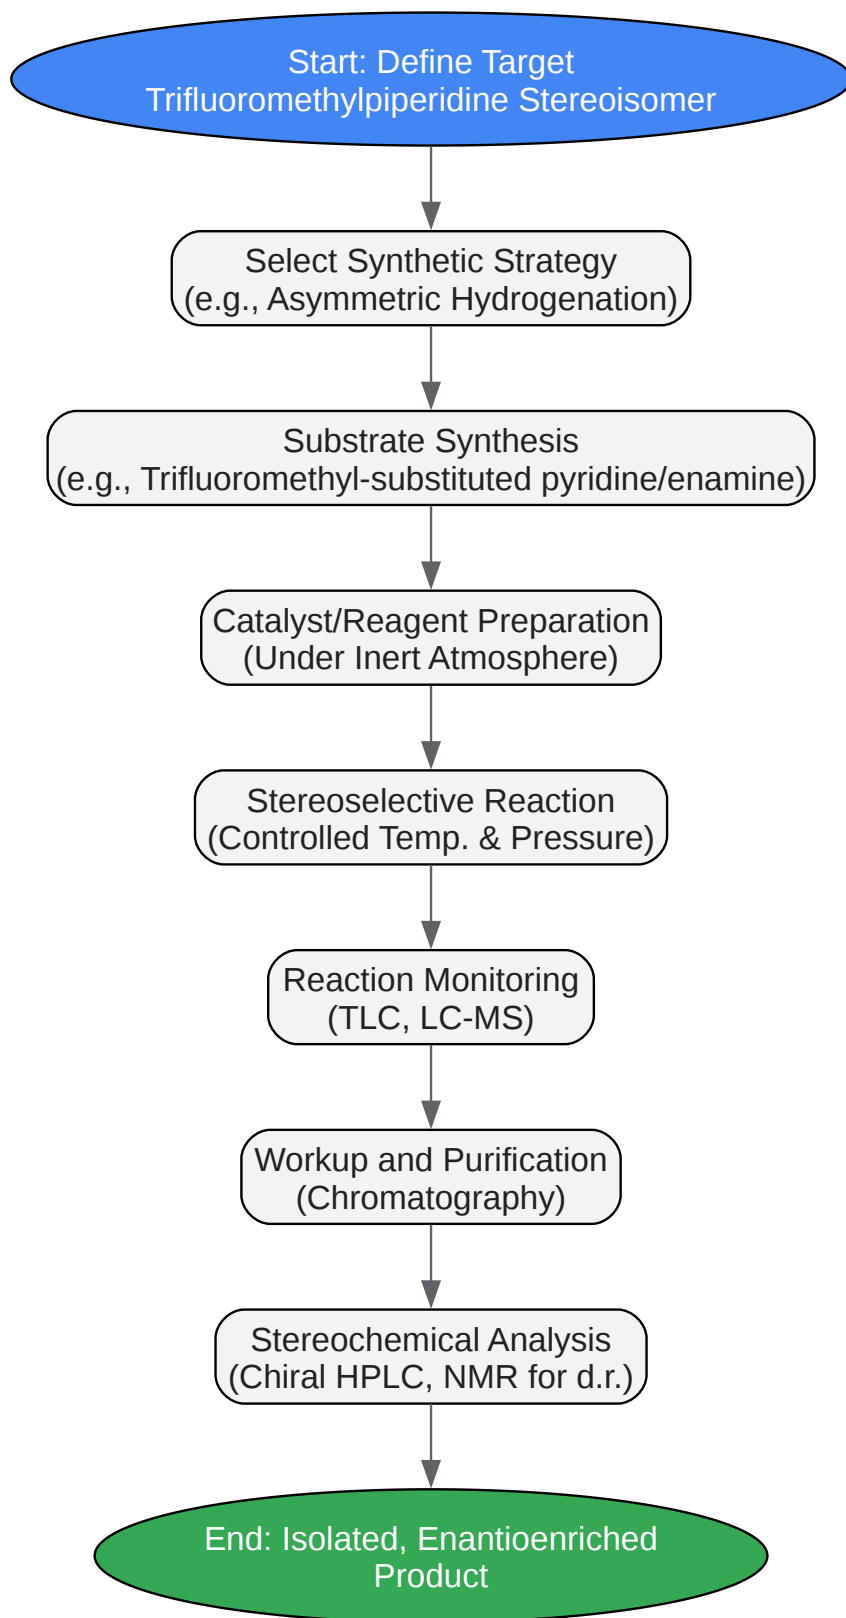 Start: Define Target
Trifluoromethylpiperidine Stereoisomer
Select Synthetic Strategy
(e.g., Asymmetric Hydrogenation)
Substrate Synthesis
(e.g., Trifluoromethyl-substituted pyridine/enamine)
Catalyst/Reagent Preparation
(Under Inert Atmosphere)
Stereoselective Reaction
(Controlled Temp. & Pressure)
Reaction Monitoring
(TLC, LC-MS)
Workup and Purification
(Chromatography)
Stereochemical Analysis
(Chiral HPLC, NMR for d.r.)
End: Isolated, Enantioenriched
Product